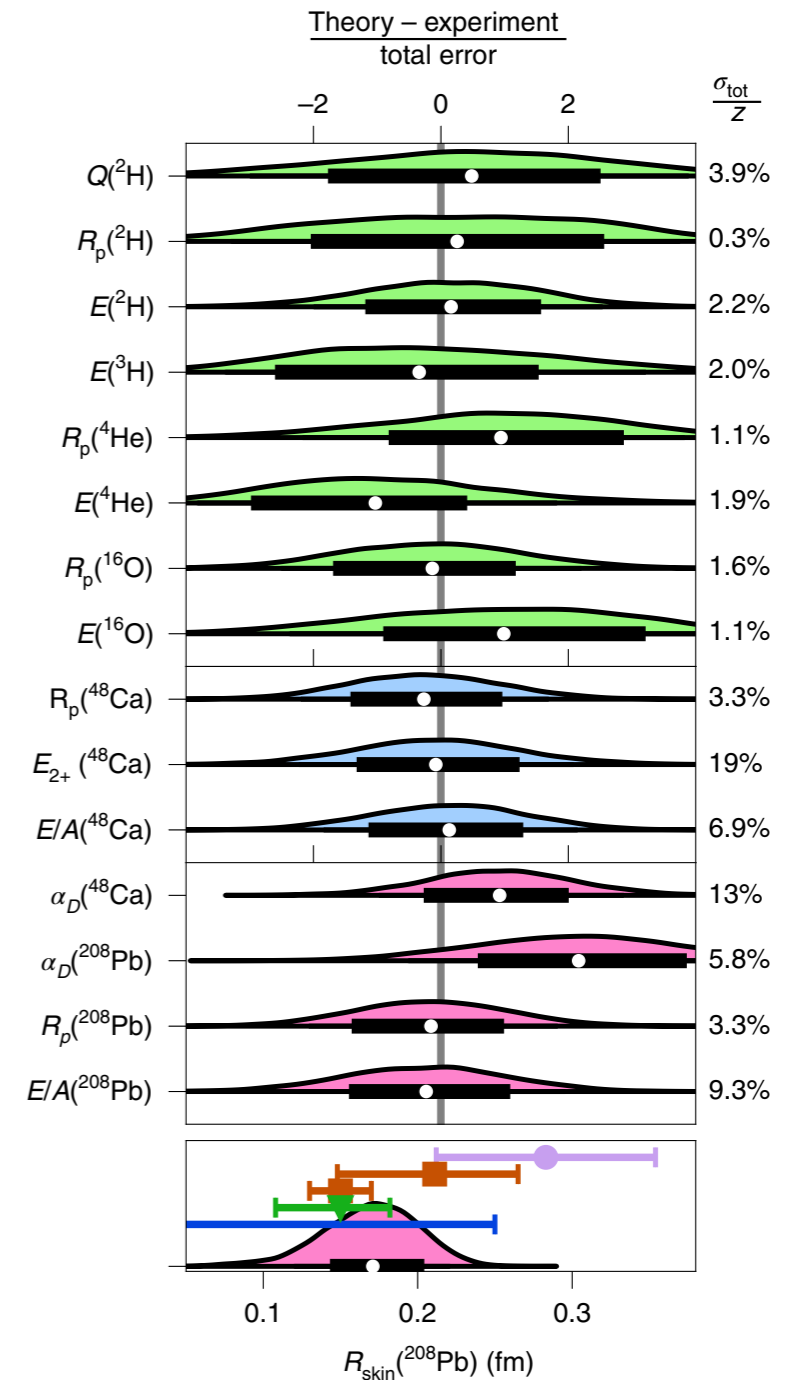 Theory – experiment
total error
σtot
z
–2 0 2
Q(²H) 3.9%
Rp(²H) 0.3%
E(²H) 2.2%
E(³H) 2.0%
Rp(⁴He) 1.1%
E(⁴He) 1.9%
Rp(¹⁶O) 1.6%
E(¹⁶O) 1.1%
Rp(⁴⁸Ca) 3.3%
E2+ (⁴⁸Ca) 19%
E/A(⁴⁸Ca) 6.9%
αD(⁴⁸Ca) 13%
αD(²⁰⁸Pb) 5.8%
Rp(²⁰⁸Pb) 3.3%
E/A(²⁰⁸Pb) 9.3%
0.1 0.2 0.3
Rskin(²⁰⁸Pb) (fm)